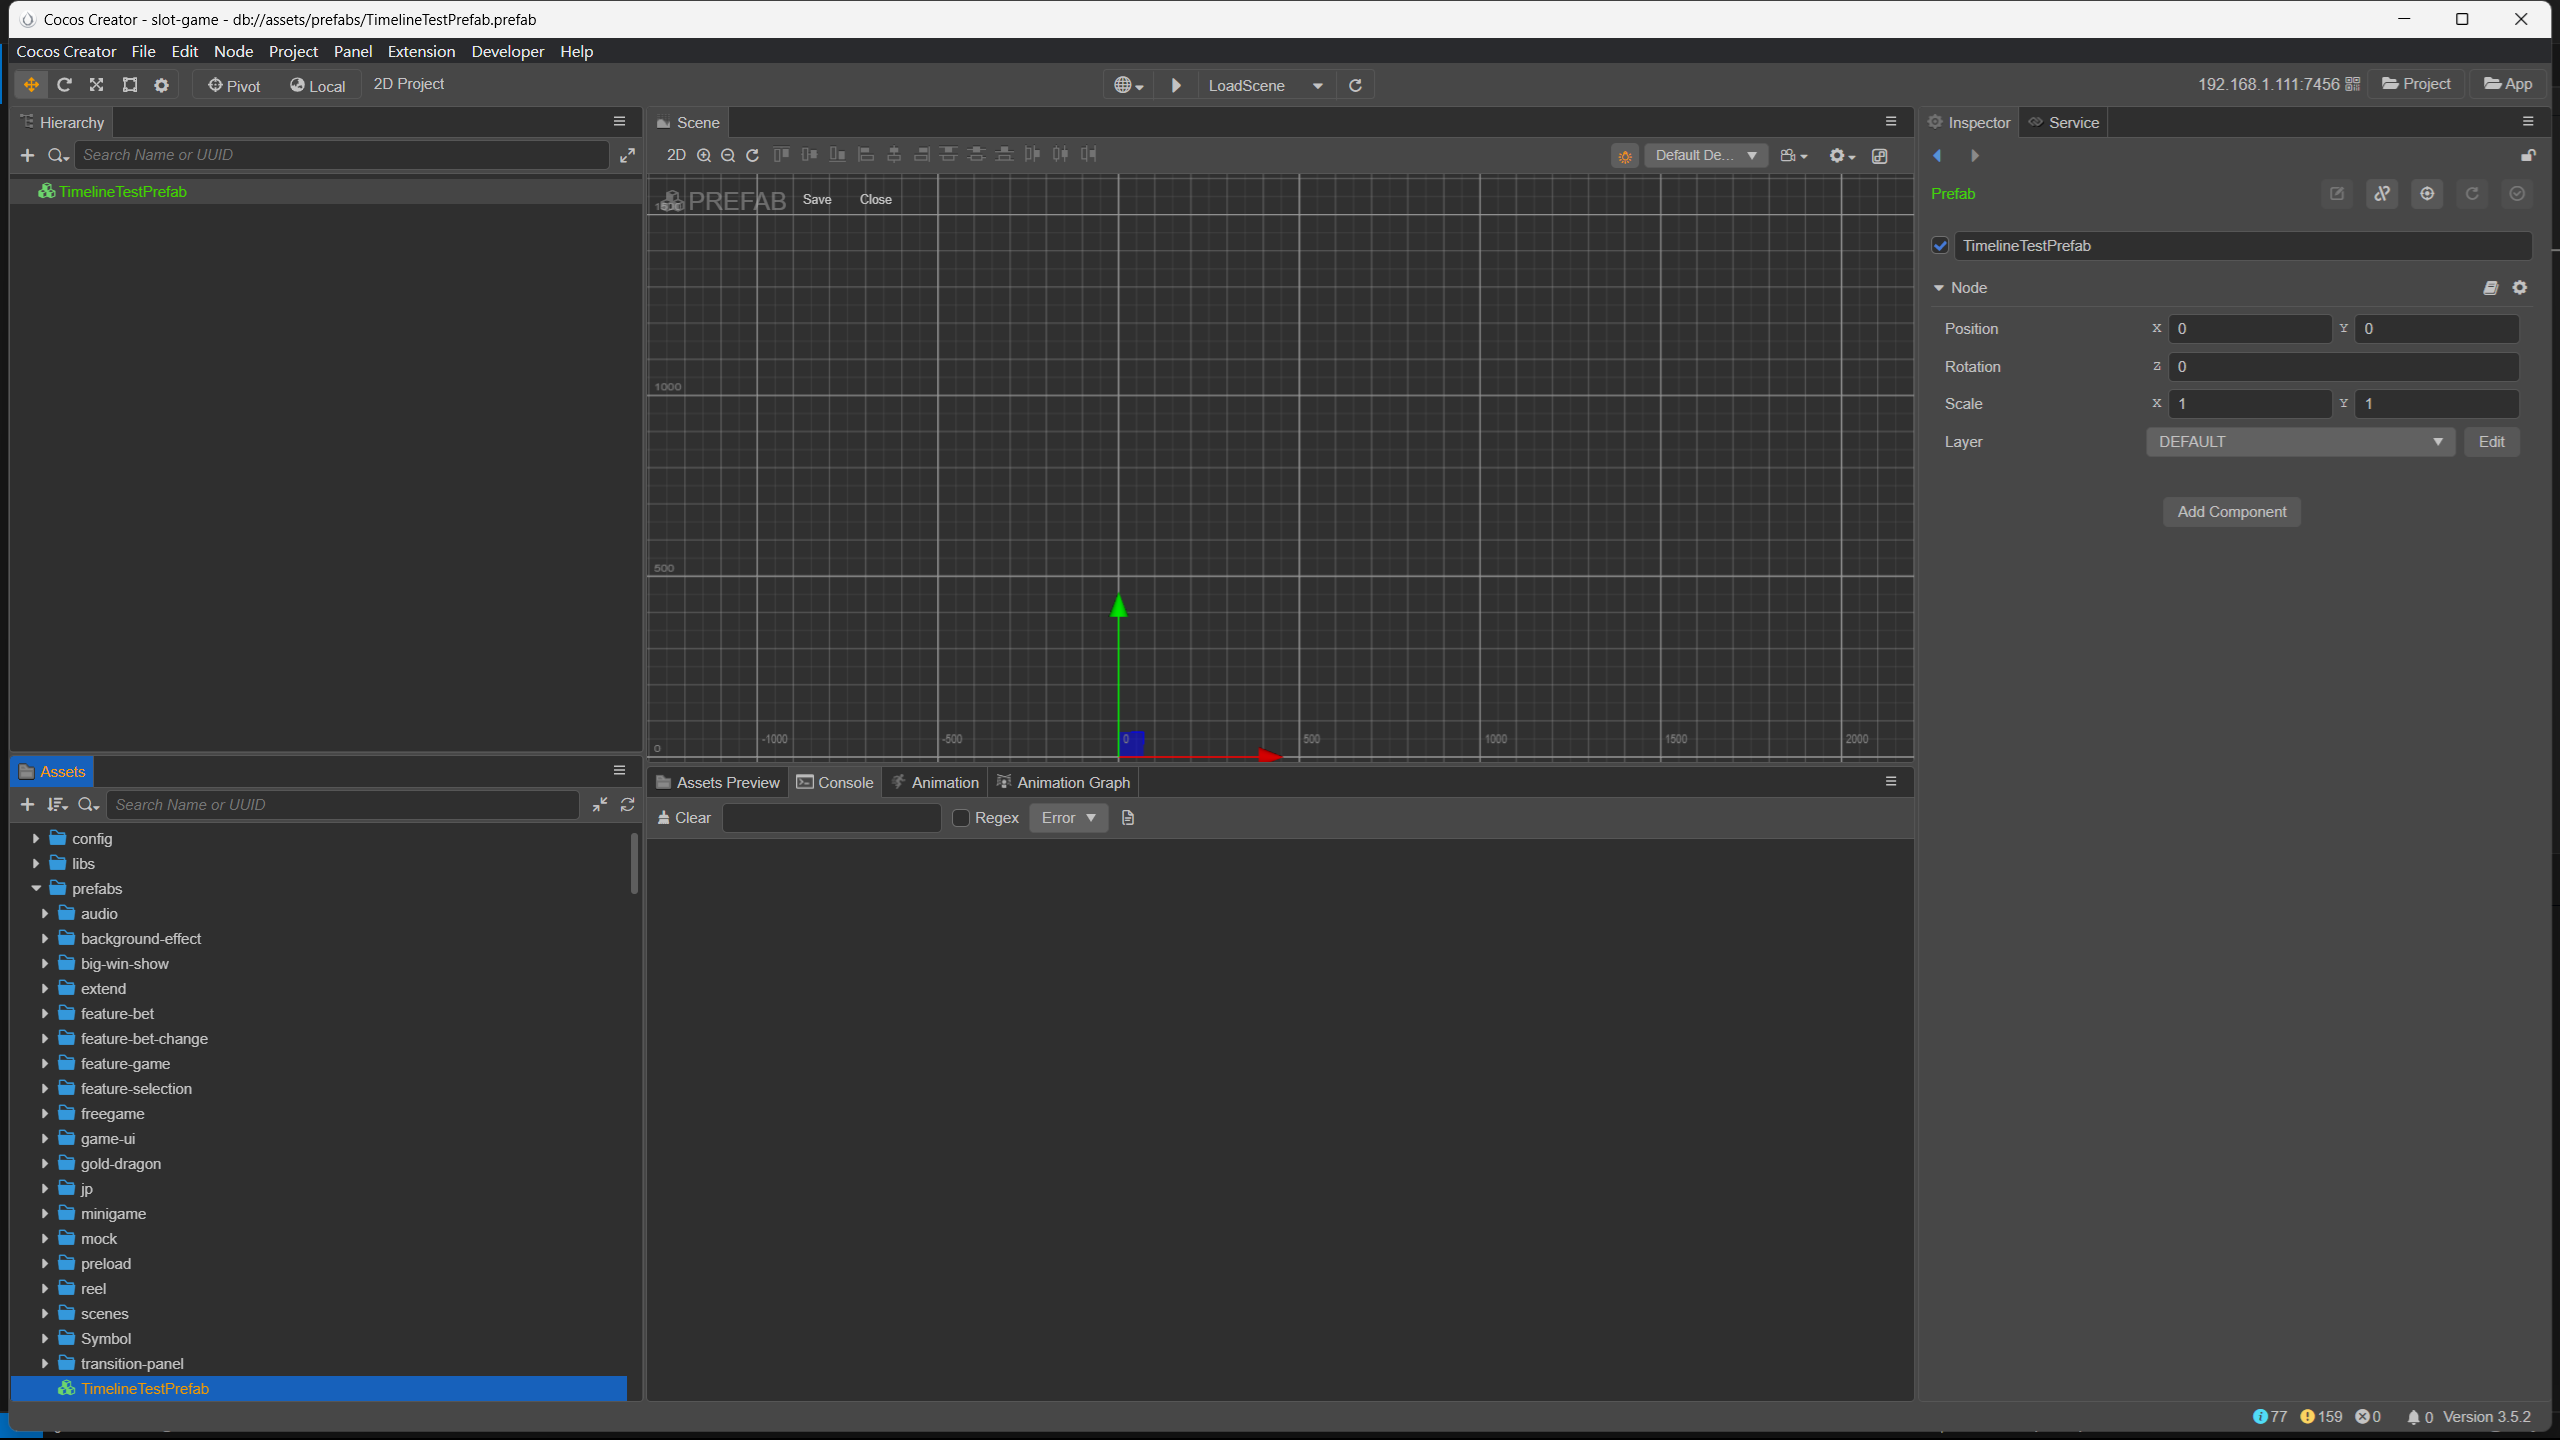 Cocos Creator - slot-game - db://assets/prefabs/TimelineTestPrefab.prefab
Cocos Creator File Edit Node Project Panel Extension Developer Help
Pivot Local 2D Project LoadScene 192.168.1.111:7456 Project App
Hierarchy
Search Name or UUID
TimelineTestPrefab
Scene
2D Default De...
PREFAB Save Close
1000
500
0
-1000 -500 0 500 1000 1500 2000
Inspector Service
Prefab
TimelineTestPrefab
Node
Position X 0 Y 0
Rotation Z 0
Scale X 1 Y 1
Layer DEFAULT Edit
Add Component
Assets
Search Name or UUID
config
libs
prefabs
audio
background-effect
big-win-show
extend
feature-bet
feature-bet-change
feature-game
feature-selection
freegame
game-ui
gold-dragon
jp
minigame
mock
preload
reel
scenes
Symbol
transition-panel
TimelineTestPrefab
Assets Preview Console Animation Animation Graph
Clear Regex Error
77 159 0 0 Version 3.5.2